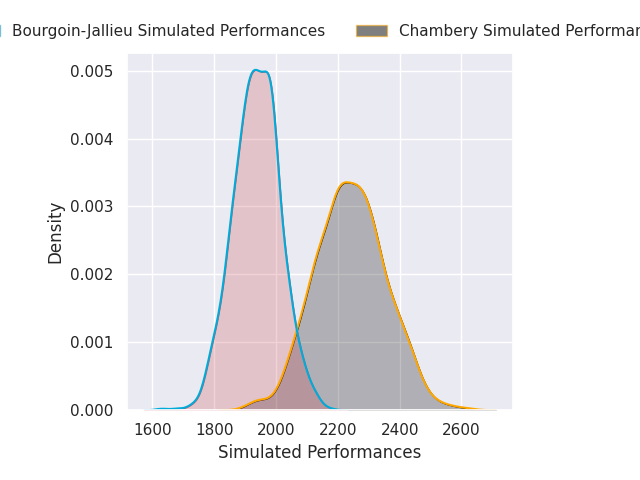 Bourgoin-Jallieu Simulated Performances
Chambery Simulated
0.005
0.004
0.003
0.002
0.001
0.000
Density
1600 1800 2000 2200 2400 2600
Simulated Performances